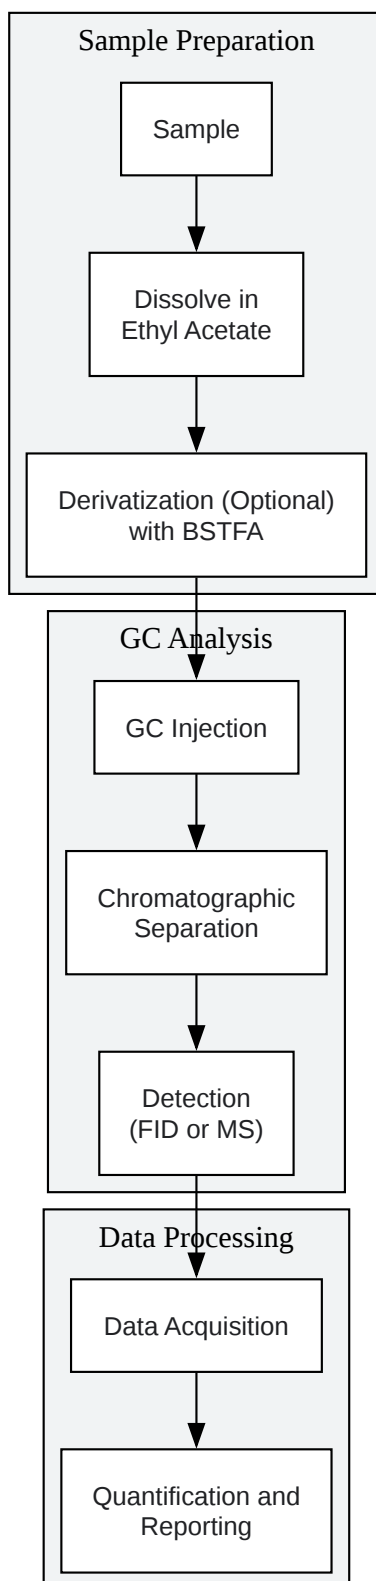 Sample Preparation
Sample
Dissolve in
Ethyl Acetate
Derivatization (Optional)
with BSTFA
GC Analysis
GC Injection
Chromatographic
Separation
Detection
(FID or MS)
Data Processing
Data Acquisition
Quantification and
Reporting